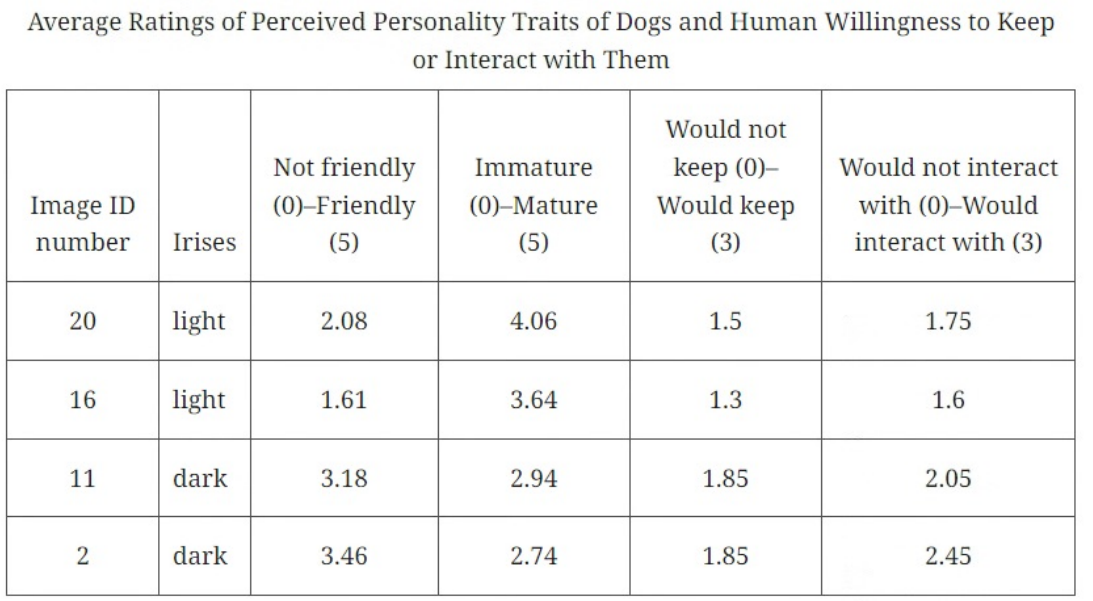 Average Ratings of Perceived Personality Traits of Dogs and Human Willingness to Keep
or Interact with Them
Image ID
number
Irises
Not friendly
(0)–Friendly
(5)
Immature
(0)–Mature
(5)
Would not
keep (0)–
Would keep
(3)
Would not interact
with (0)–Would
interact with (3)
20 light 2.08 4.06 1.5 1.75
16 light 1.61 3.64 1.3 1.6
11 dark 3.18 2.94 1.85 2.05
2 dark 3.46 2.74 1.85 2.45